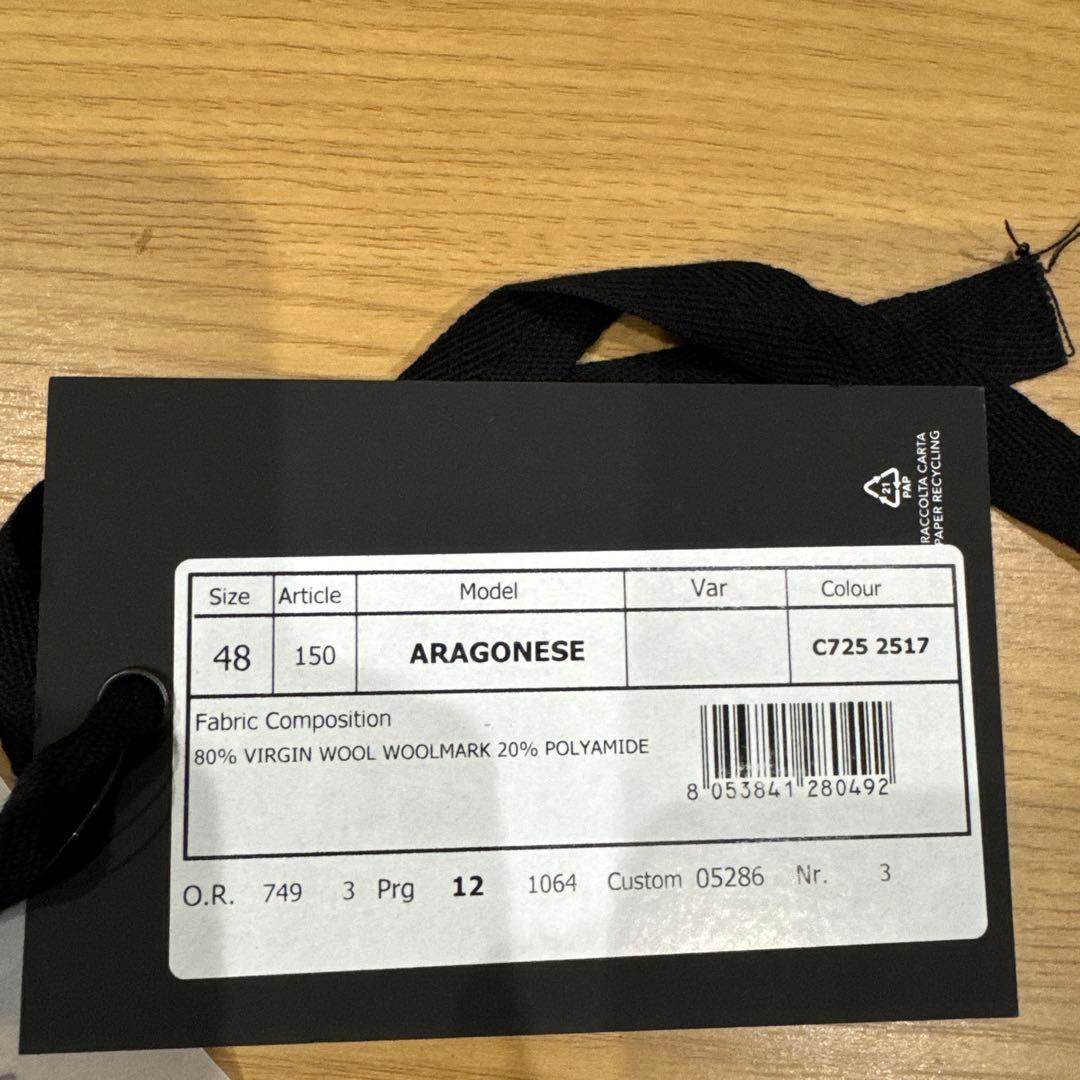 21
PAP
RACCOLTA CARTA
PAPER RECYCLING
Size Article Model Var Colour
48 150 ARAGONESE C725 2517
Fabric Composition
80% VIRGIN WOOL WOOLMARK 20% POLYAMIDE
8 053841 280492
O.R. 749 3 Prg 12 1064 Custom 05286 Nr. 3